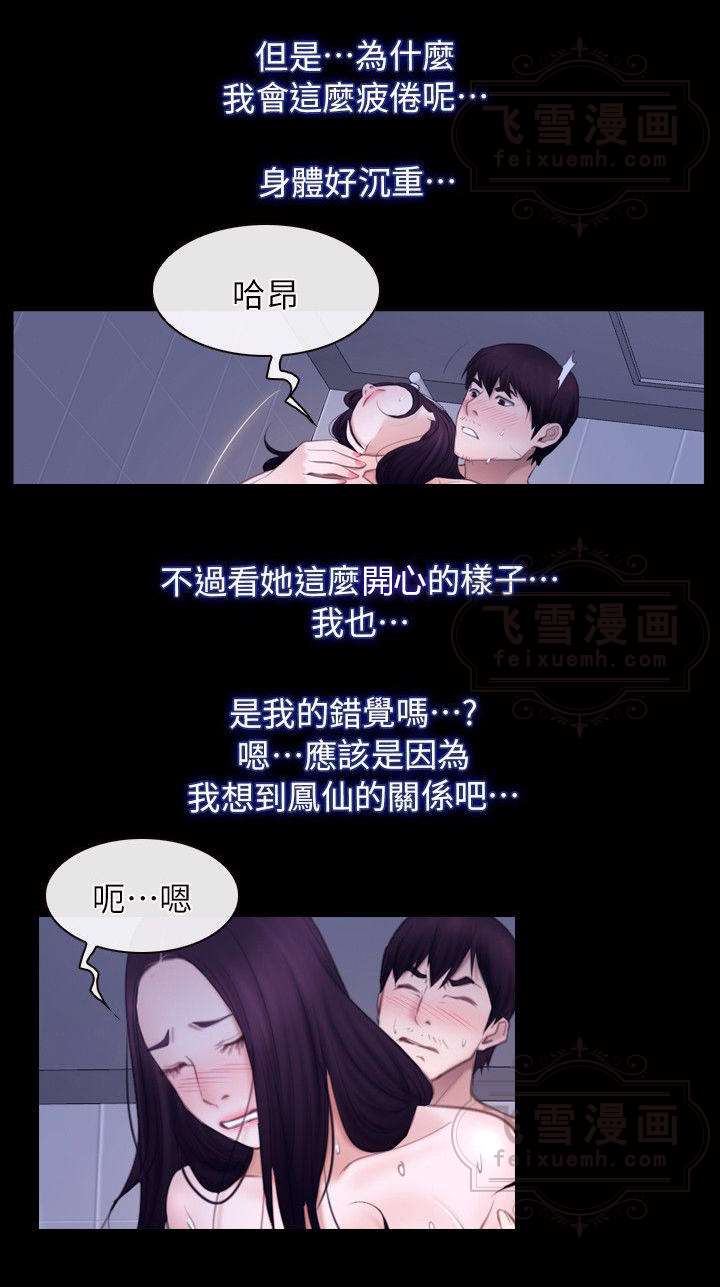 但是…為什麼
我會這麼疲倦呢…
飞雪漫画
feixuemh.com
身體好沉重…
哈昂
不過看她這麼開心的樣子…
我也…
飞雪漫画
feixuemh.com
是我的錯覺嗎…?
嗯…應該是因為
我想到鳳仙的關係吧…
呃…嗯
飞雪漫画
feixuemh.com